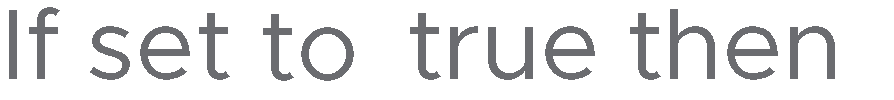 If set to  true then